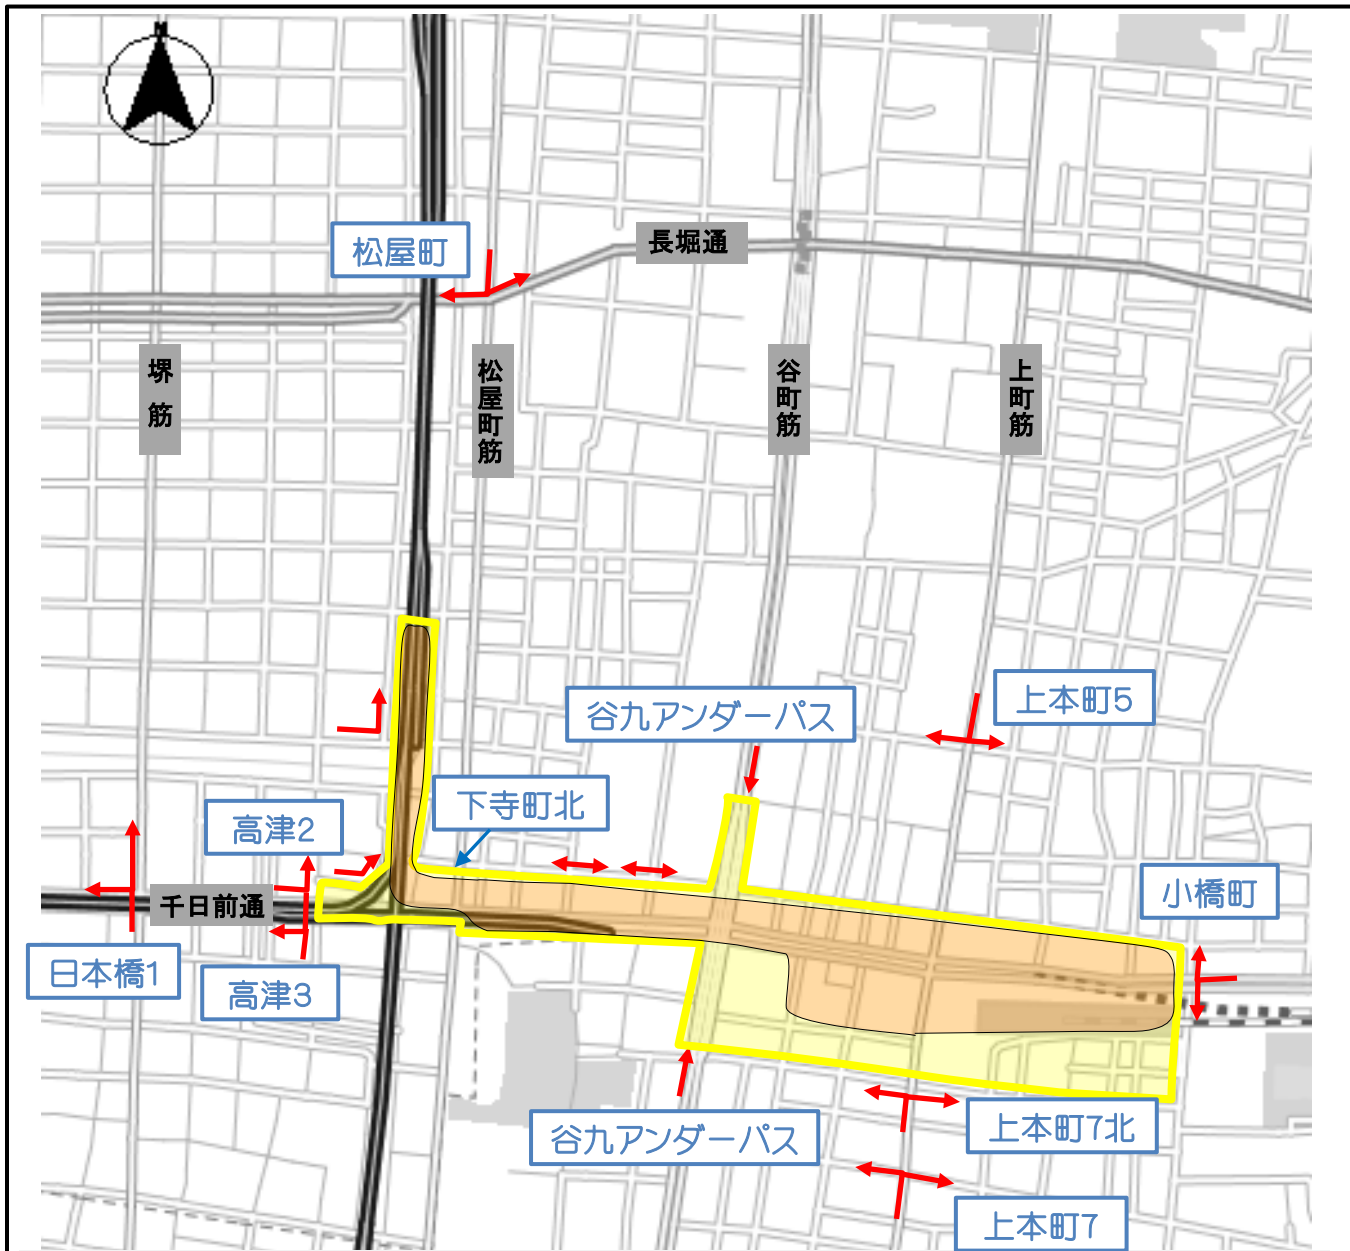 N
松屋町
長堀通
堺筋
松屋町筋
谷町筋
上町筋
上本町5
谷九アンダーパス
下寺町北
高津2
千日前通
小橋町
日本橋1
高津3
谷九アンダーパス
上本町7北
上本町7